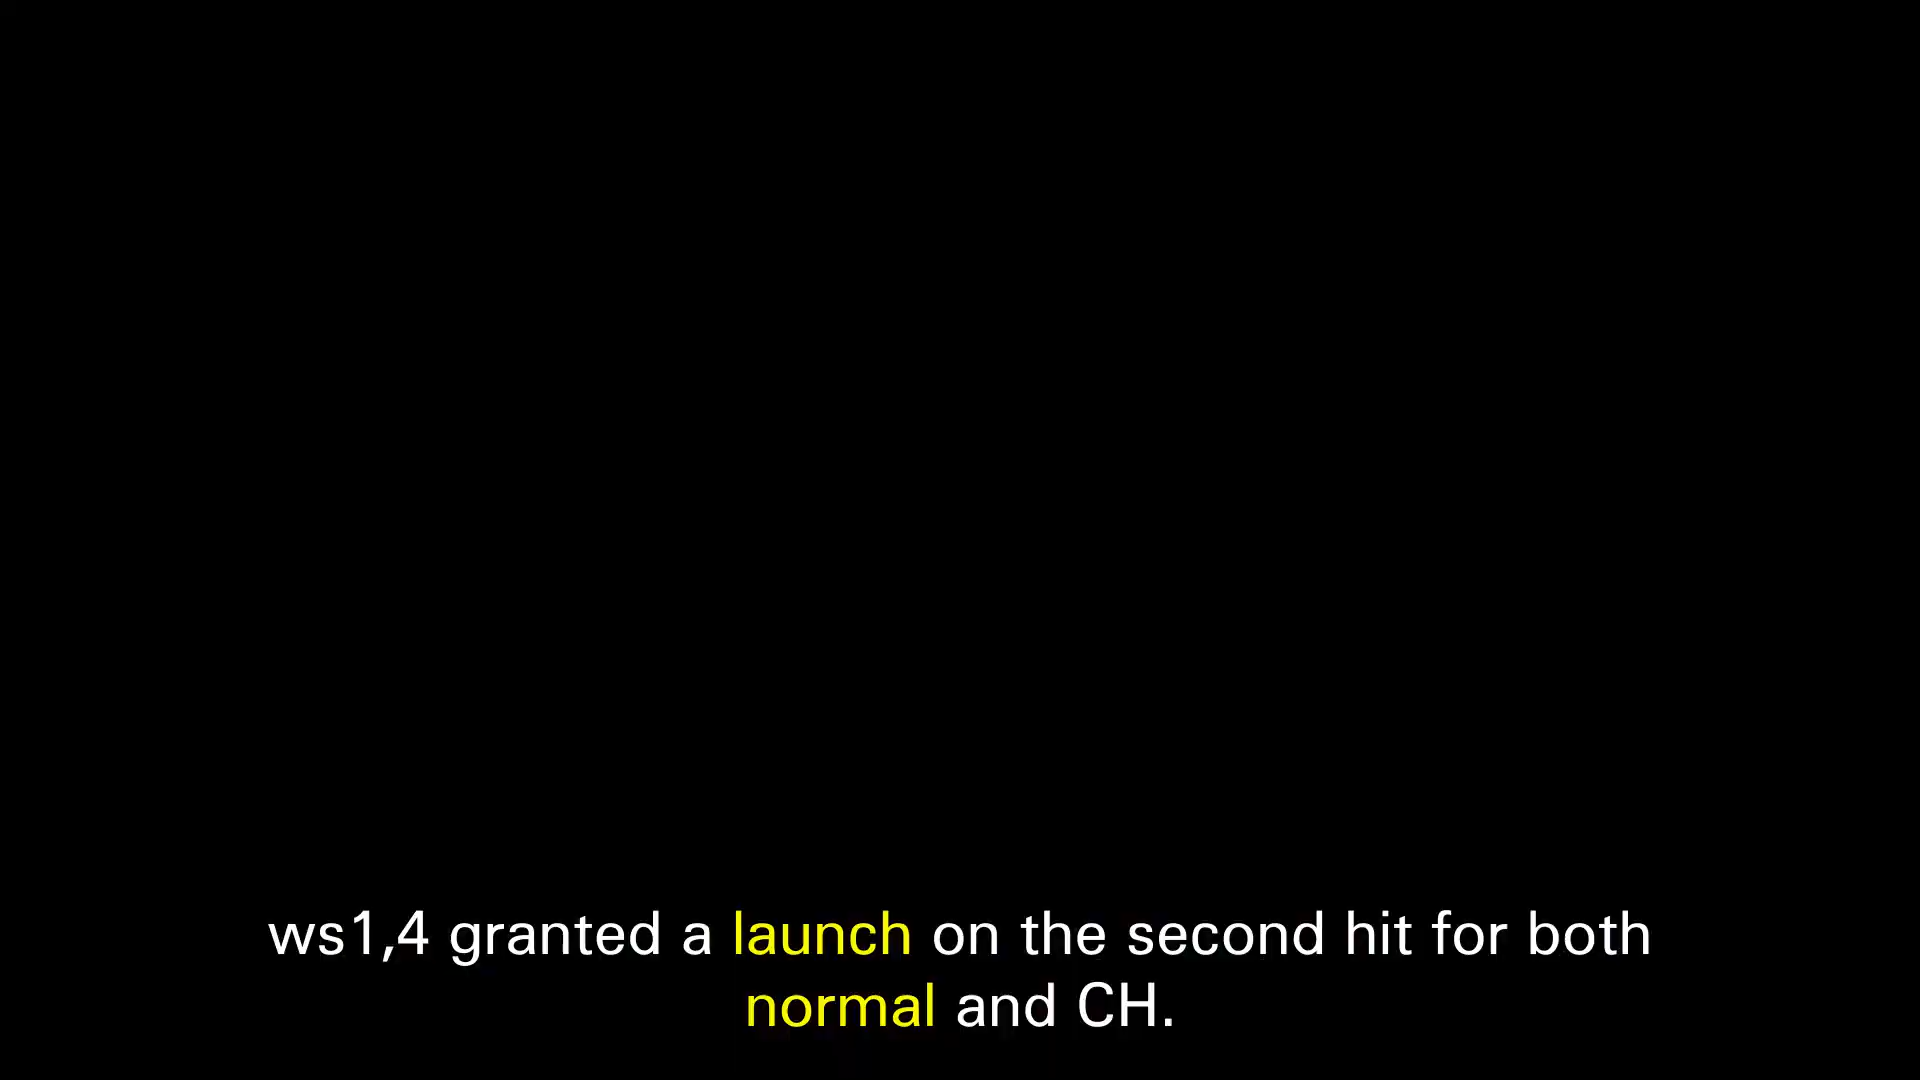 ws1,4 granted a launch on the second hit for both
normal and CH.